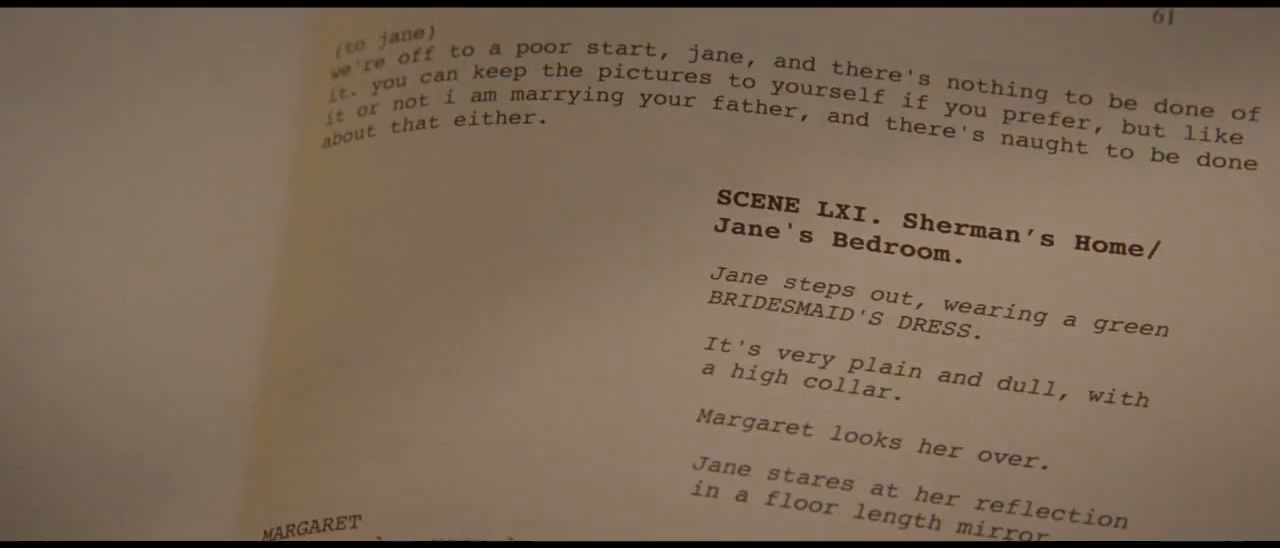 61
(to jane)
we're off to a poor start, jane, and there's nothing to be done of
it. you can keep the pictures to yourself if you prefer, but like
it or not i am marrying your father, and there's naught to be done
about that either.
SCENE LXI. Sherman's Home/
Jane's Bedroom.
Jane steps out, wearing a green
BRIDESMAID'S DRESS.
It's very plain and dull, with
a high collar.
Margaret looks her over.
Jane stares at her reflection
in a floor length mirror
MARGARET